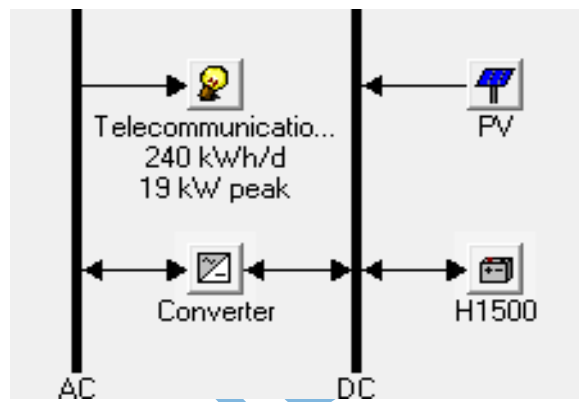 Telecommunicatio...
240 kWh/d
19 kW peak
PV
Converter
H1500
AC
DC